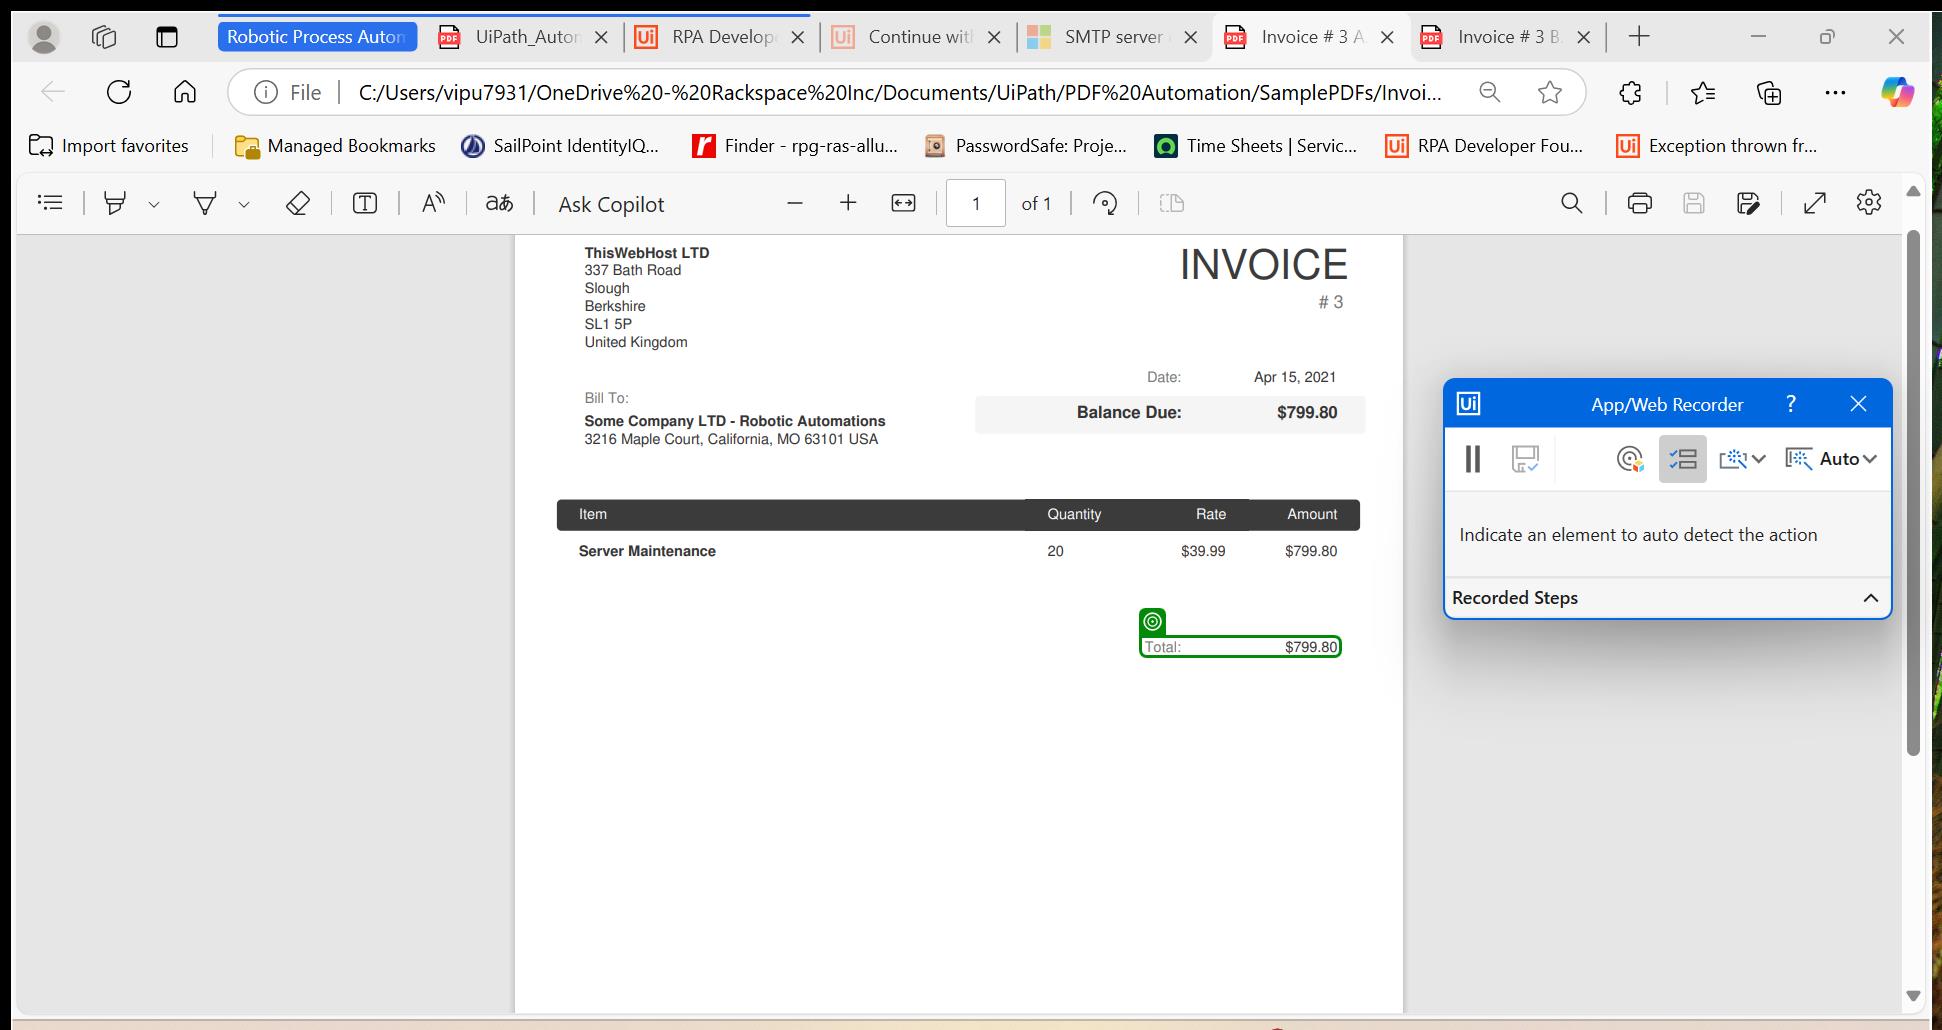 Robotic Process Auton
UiPath_Auton
RPA Develop
Continue wit
SMTP server
Invoice # 3 A
Invoice # 3 B
File
C:/Users/vipu7931/OneDrive%20-%20Rackspace%20Inc/Documents/UiPath/PDF%20Automation/SamplePDFs/Invoi...
Import favorites
Managed Bookmarks
SailPoint IdentityIQ...
Finder - rpg-ras-allu...
PasswordSafe: Proje...
Time Sheets | Servic...
RPA Developer Fou...
Exception thrown fr...
Ask Copilot
1 of 1
ThisWebHost LTD
337 Bath Road
Slough
Berkshire
SL1 5P
United Kingdom
INVOICE
# 3
Date: Apr 15, 2021
Balance Due: $799.80
Bill To:
Some Company LTD - Robotic Automations
3216 Maple Court, California, MO 63101 USA
Item Quantity Rate Amount
Server Maintenance 20 $39.99 $799.80
Total: $799.80
Ui App/Web Recorder ?
Auto
Indicate an element to auto detect the action
Recorded Steps